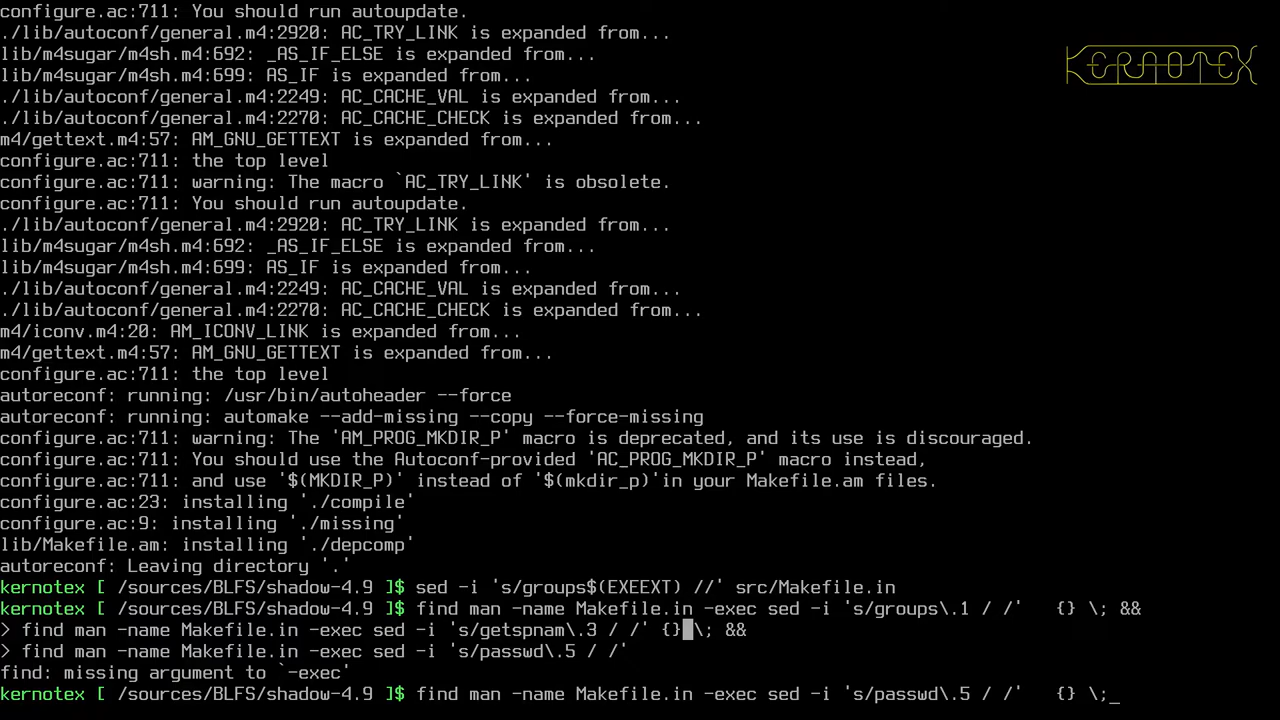 configure.ac:711: You should run autoupdate.
./lib/autoconf/general.m4:2920: AC_TRY_LINK is expanded from...
lib/m4sugar/m4sh.m4:692: _AS_IF_ELSE is expanded from...
lib/m4sugar/m4sh.m4:699: AS_IF is expanded from...
./lib/autoconf/general.m4:2249: AC_CACHE_VAL is expanded from...
./lib/autoconf/general.m4:2270: AC_CACHE_CHECK is expanded from...
m4/gettext.m4:57: AM_GNU_GETTEXT is expanded from...
configure.ac:711: the top level
configure.ac:711: warning: The macro `AC_TRY_LINK' is obsolete.
configure.ac:711: You should run autoupdate.
./lib/autoconf/general.m4:2920: AC_TRY_LINK is expanded from...
lib/m4sugar/m4sh.m4:692: _AS_IF_ELSE is expanded from...
lib/m4sugar/m4sh.m4:699: AS_IF is expanded from...
./lib/autoconf/general.m4:2249: AC_CACHE_VAL is expanded from...
./lib/autoconf/general.m4:2270: AC_CACHE_CHECK is expanded from...
m4/iconv.m4:20: AM_ICONV_LINK is expanded from...
m4/gettext.m4:57: AM_GNU_GETTEXT is expanded from...
configure.ac:711: the top level
autoreconf: running: /usr/bin/autoheader --force
autoreconf: running: automake --add-missing --copy --force-missing
configure.ac:711: warning: The 'AM_PROG_MKDIR_P' macro is deprecated, and its use is discouraged.
configure.ac:711: You should use the Autoconf-provided 'AC_PROG_MKDIR_P' macro instead,
configure.ac:711: and use '$(MKDIR_P)' instead of '$(mkdir_p)'in your Makefile.am files.
configure.ac:23: installing './compile'
configure.ac:9: installing './missing'
lib/Makefile.am: installing './depcomp'
autoreconf: Leaving directory '.'
kernotex [ /sources/BLFS/shadow-4.9 ]$ sed -i 's/groups$(EXEEXT) //' src/Makefile.in
kernotex [ /sources/BLFS/shadow-4.9 ]$ find man -name Makefile.in -exec sed -i 's/groups\.1 / /'   {} \; &&
> find man -name Makefile.in -exec sed -i 's/getspnam\.3 / /' {} \; &&
> find man -name Makefile.in -exec sed -i 's/passwd\.5 / /'
find: missing argument to `-exec'
kernotex [ /sources/BLFS/shadow-4.9 ]$ find man -name Makefile.in -exec sed -i 's/passwd\.5 / /'   {} \;_
KERNOTEX